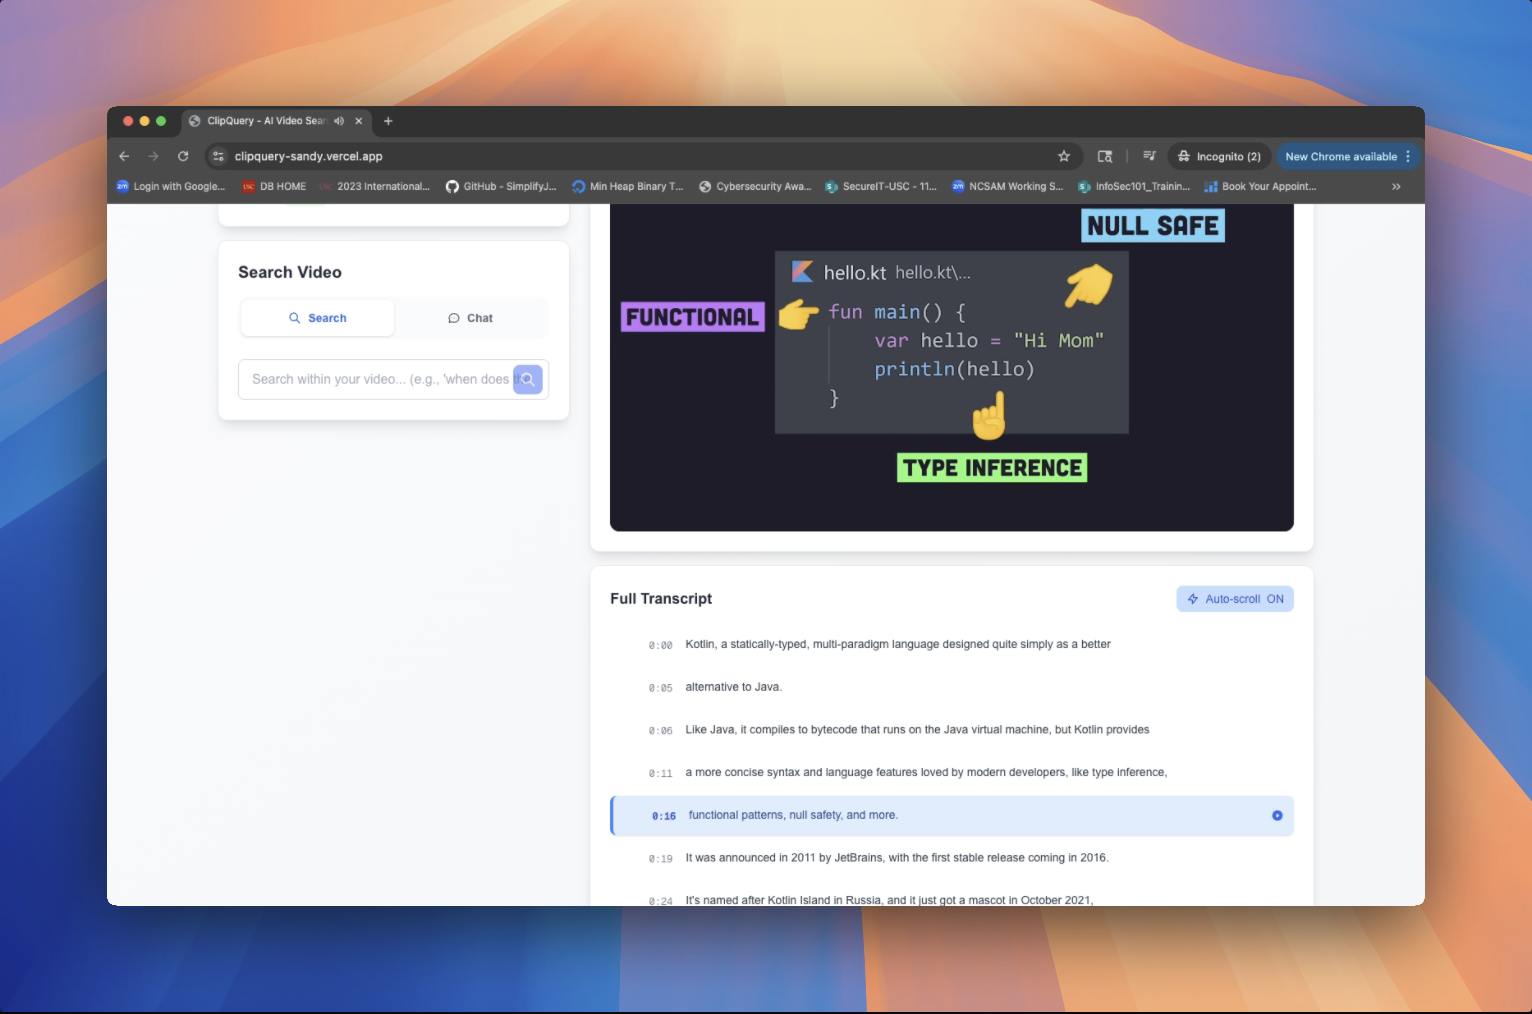 ClipQuery - AI Video Sear
clipquery-sandy.vercel.app
Incognito (2)
New Chrome available
Login with Google...
DB HOME
2023 International...
GitHub - SimplifyJ...
Min Heap Binary T...
Cybersecurity Awa...
SecureIT-USC - 11...
NCSAM Working S...
InfoSec101_Trainin...
Book Your Appoint...
»
Search Video
Search
Chat
Search within your video... (e.g., 'when does
NULL SAFE
hello.kt hello.kt\...
FUNCTIONAL
fun main() {
var hello = "Hi Mom"
println(hello)
}
TYPE INFERENCE
Full Transcript
Auto-scroll ON
0:00 Kotlin, a statically-typed, multi-paradigm language designed quite simply as a better
0:05 alternative to Java.
0:06 Like Java, it compiles to bytecode that runs on the Java virtual machine, but Kotlin provides
0:11 a more concise syntax and language features loved by modern developers, like type inference,
0:16 functional patterns, null safety, and more.
0:19 It was announced in 2011 by JetBrains, with the first stable release coming in 2016.
0:24 It's named after Kotlin Island in Russia, and it just got a mascot in October 2021,